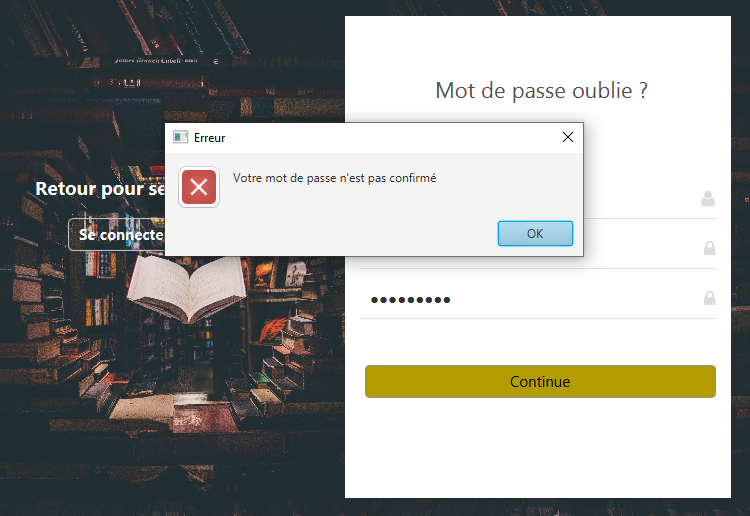 Mot de passe oublie ?
Erreur
Votre mot de passe n'est pas confirmé
OK
Retour pour se
Se connecte
•••••••••
Continue